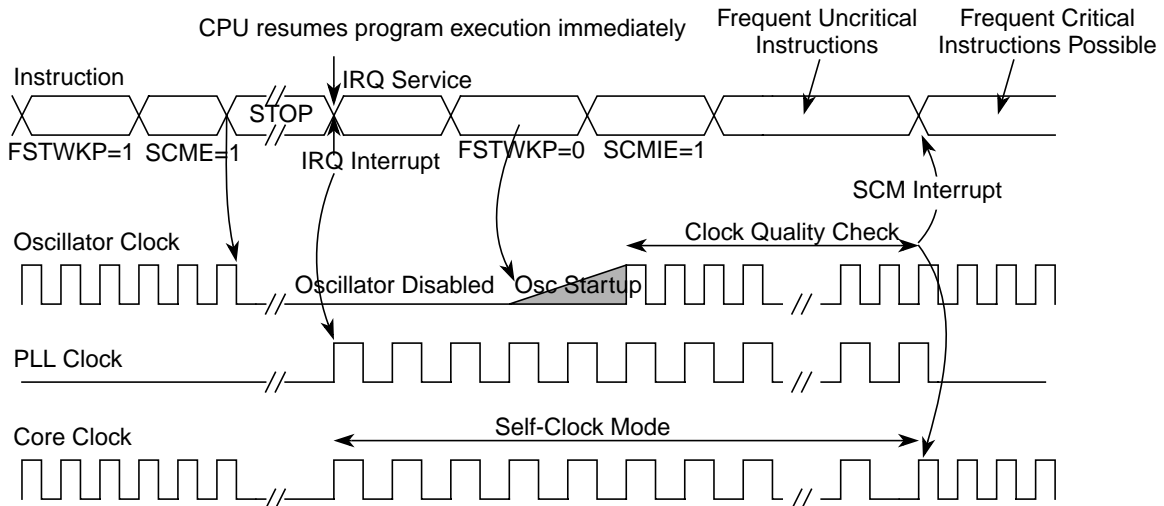 CPU resumes program execution immediately
Frequent Uncritical
Instructions
Frequent Critical
Instructions Possible
Instruction
STOP
IRQ Service
FSTWKP=1
SCME=1
IRQ Interrupt
FSTWKP=0
SCMIE=1
SCM Interrupt
Oscillator Clock
Clock Quality Check
Oscillator Disabled
Osc Startup
PLL Clock
Core Clock
Self-Clock Mode